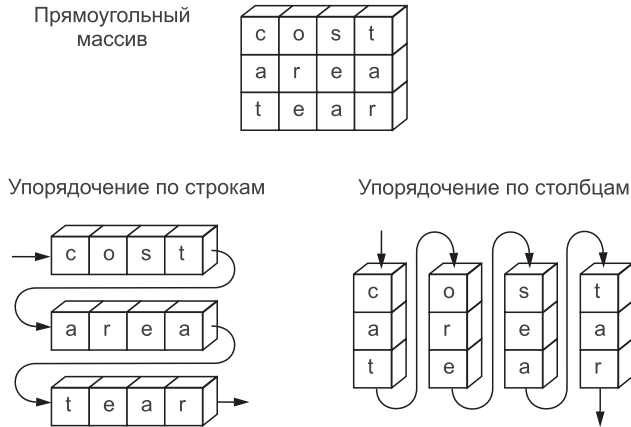 Прямоугольный
массив
c o s t
a r e a
t e a r
Упорядочение по строкам
c o s t
a r e a
t e a r
Упорядочение по столбцам
c o s t
a r e a
t e a r